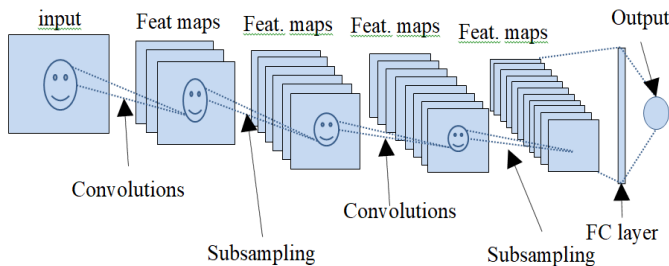 input
Feat maps
Feat. maps
Feat. maps
Feat. maps
Output
Convolutions
Subsampling
Convolutions
Subsampling
FC layer